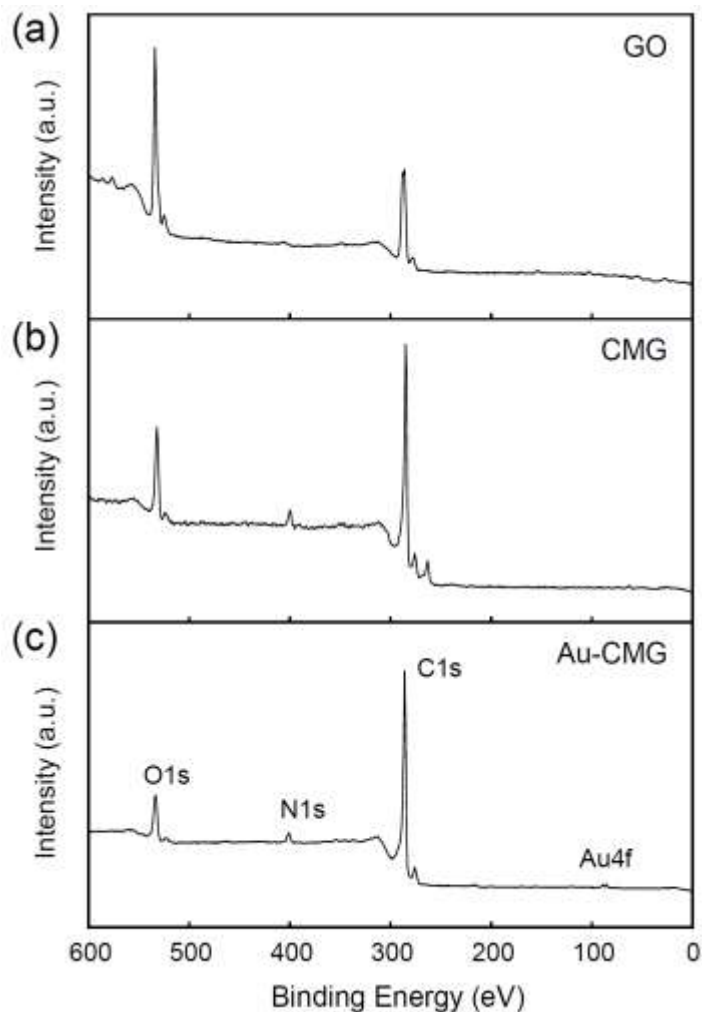 (a)
GO
Intensity (a.u.)
(b)
CMG
Intensity (a.u.)
(c)
Au-CMG
C1s
O1s
N1s
Au4f
Intensity (a.u.)
600 500 400 300 200 100 0
Binding Energy (eV)